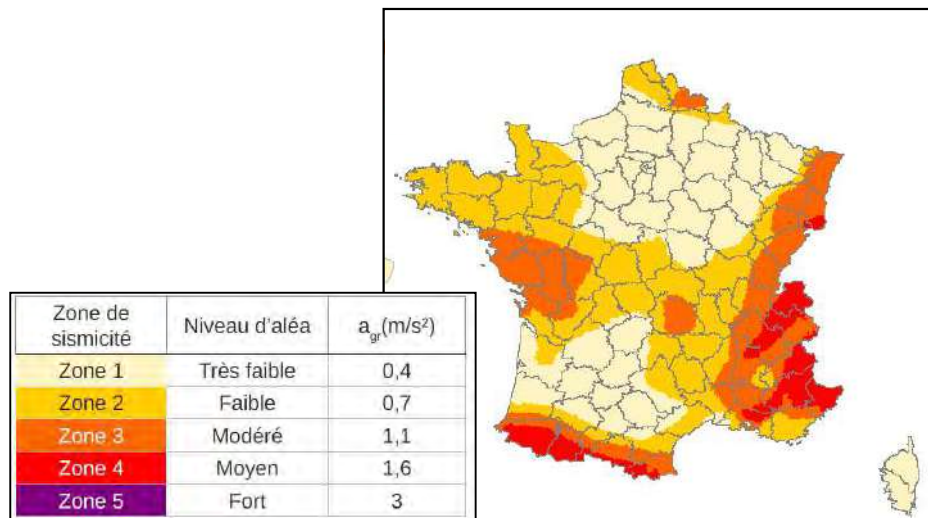 Zone de sismicité Niveau d'aléa a_gr(m/s²)
Zone 1 Très faible 0,4
Zone 2 Faible 0,7
Zone 3 Modéré 1,1
Zone 4 Moyen 1,6
Zone 5 Fort 3